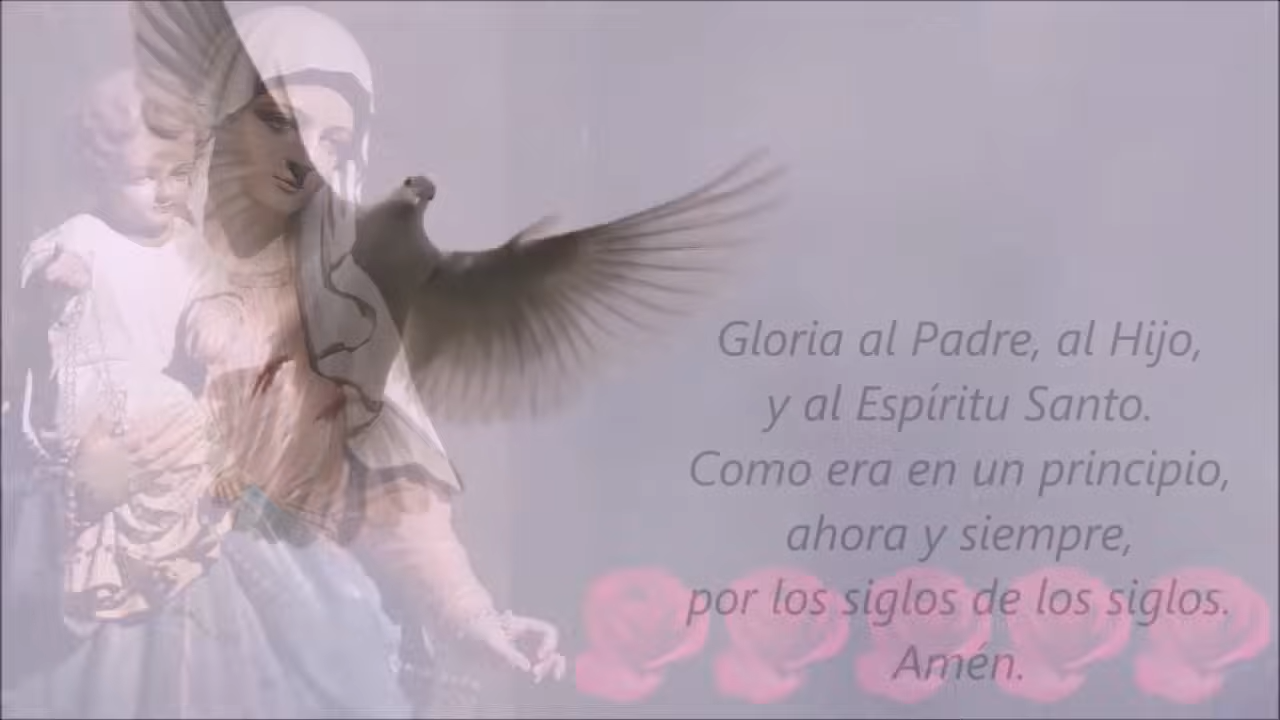 Gloria al Padre, al Hijo,
y al Espíritu Santo.
Como era en un principio,
ahora y siempre,
por los siglos de los siglos.
Amén.